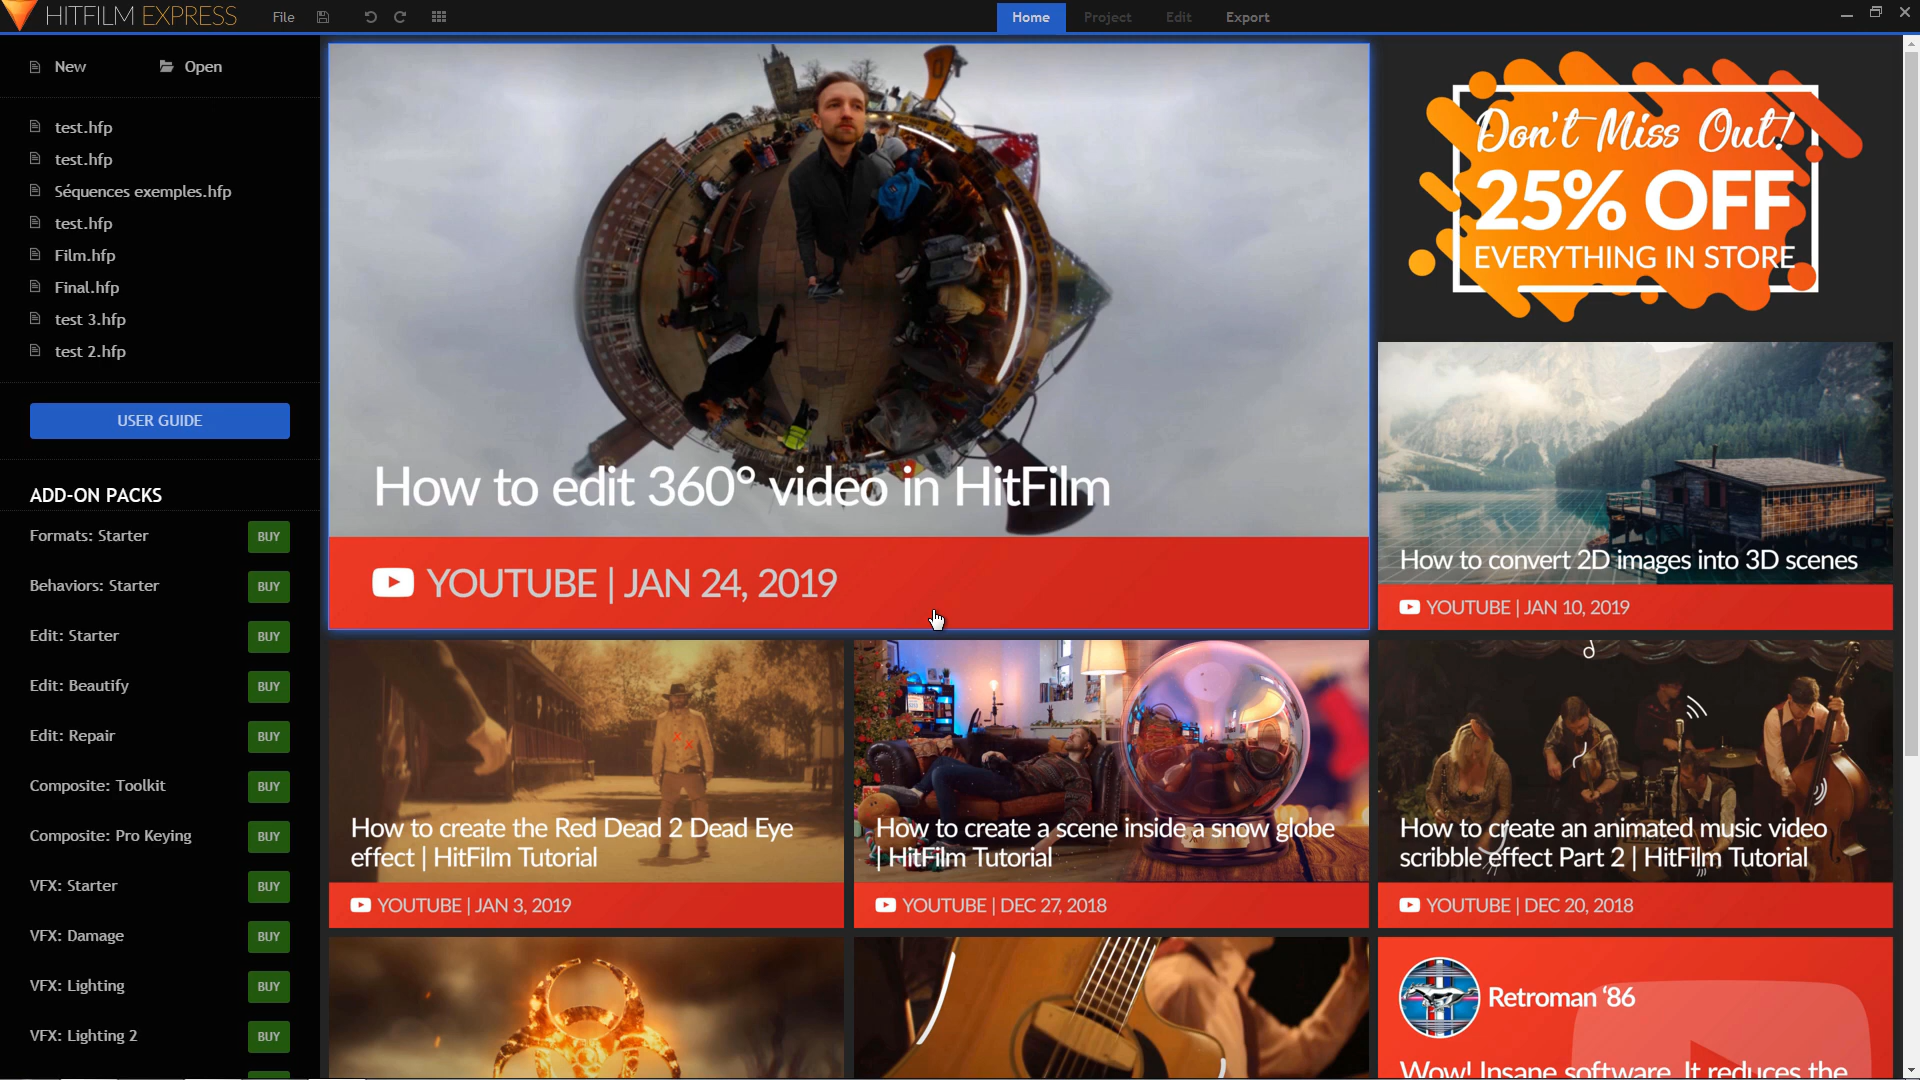 HITFILM EXPRESS
File
Home
Project
Edit
Export
New
Open
test.hfp
test.hfp
Séquences exemples.hfp
test.hfp
Film.hfp
Final.hfp
test 3.hfp
test 2.hfp
USER GUIDE
ADD-ON PACKS
Formats: Starter
BUY
Behaviors: Starter
BUY
Edit: Starter
BUY
Edit: Beautify
BUY
Edit: Repair
BUY
Composite: Toolkit
BUY
Composite: Pro Keying
BUY
VFX: Starter
BUY
VFX: Damage
BUY
VFX: Lighting
BUY
VFX: Lighting 2
BUY
How to edit 360° video in HitFilm
YOUTUBE | JAN 24, 2019
Don't Miss Out!
25% OFF
EVERYTHING IN STORE
How to convert 2D images into 3D scenes
YOUTUBE | JAN 10, 2019
How to create the Red Dead 2 Dead Eye
effect | HitFilm Tutorial
YOUTUBE | JAN 3, 2019
How to create a scene inside a snow globe
| HitFilm Tutorial
YOUTUBE | DEC 27, 2018
How to create an animated music video
scribble effect Part 2 | HitFilm Tutorial
YOUTUBE | DEC 20, 2018
Retroman ‘86
Wow! Insane software. It reduces the